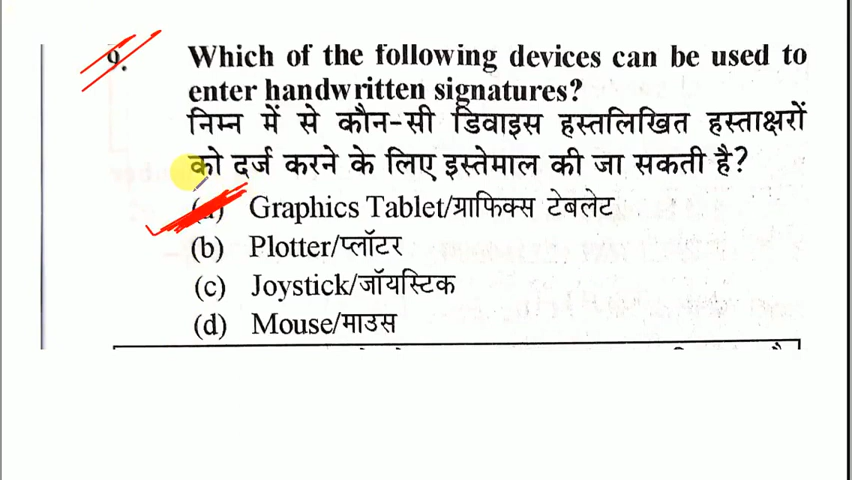 9. Which of the following devices can be used to
enter handwritten signatures?
निम्न में से कौन-सी डिवाइस हस्तलिखित हस्ताक्षरों
को दर्ज करने के लिए इस्तेमाल की जा सकती है?
(a) Graphics Tablet/ग्राफिक्स टेबलेट
(b) Plotter/प्लॉटर
(c) Joystick/जॉयस्टिक
(d) Mouse/माउस